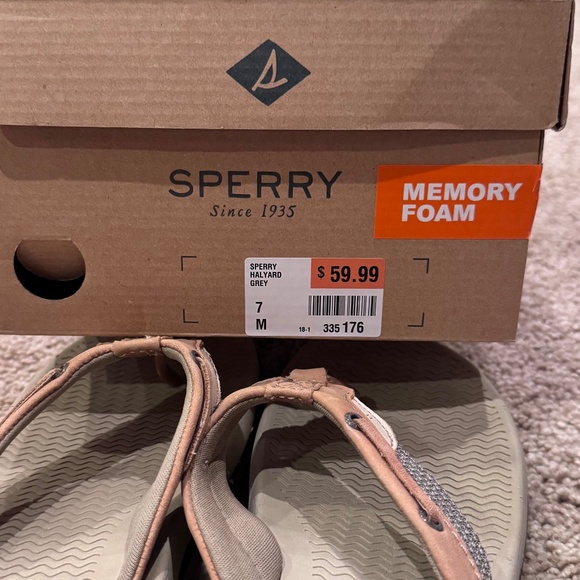 SPERRY
Since 1935
MEMORY
FOAM
SPERRY
HALYARD
GREY
$ 59.99
7
M
18-1 335 176